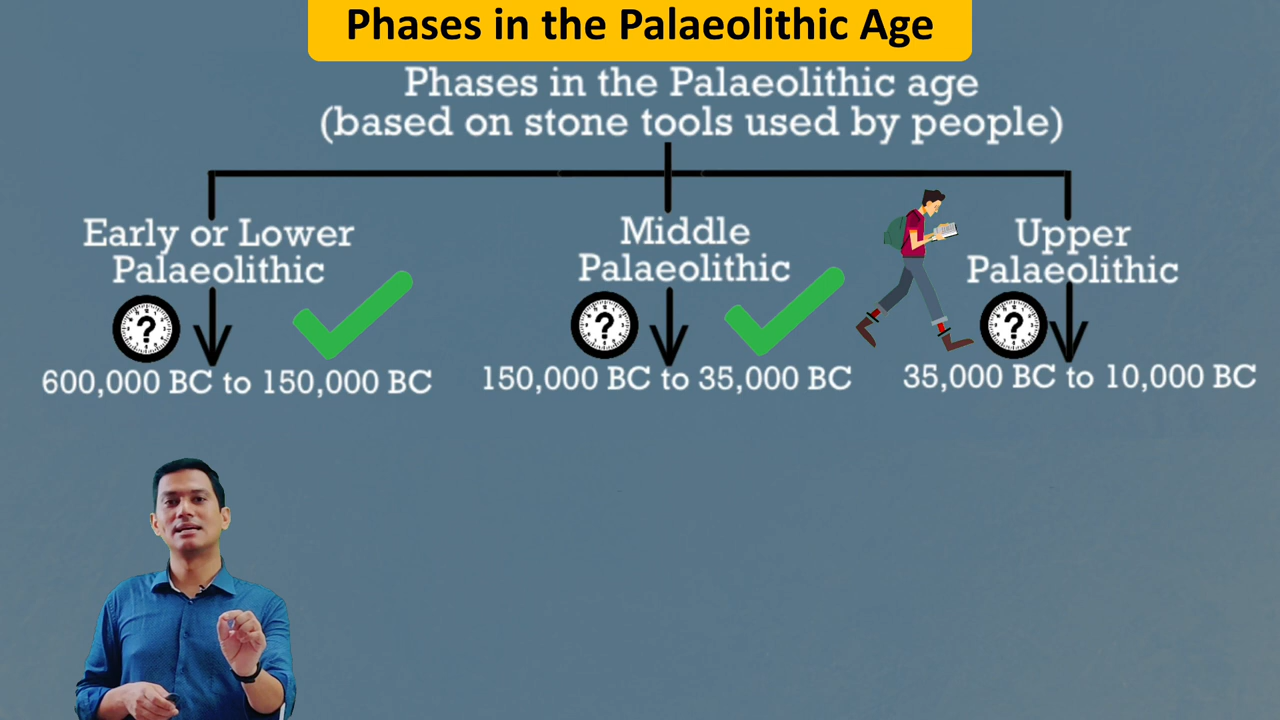 Phases in the Palaeolithic Age
Phases in the Palaeolithic age
(based on stone tools used by people)
Early or Lower
Palaeolithic
?
600,000 BC to 150,000 BC
Middle
Palaeolithic
?
150,000 BC to 35,000 BC
Upper
Palaeolithic
?
35,000 BC to 10,000 BC